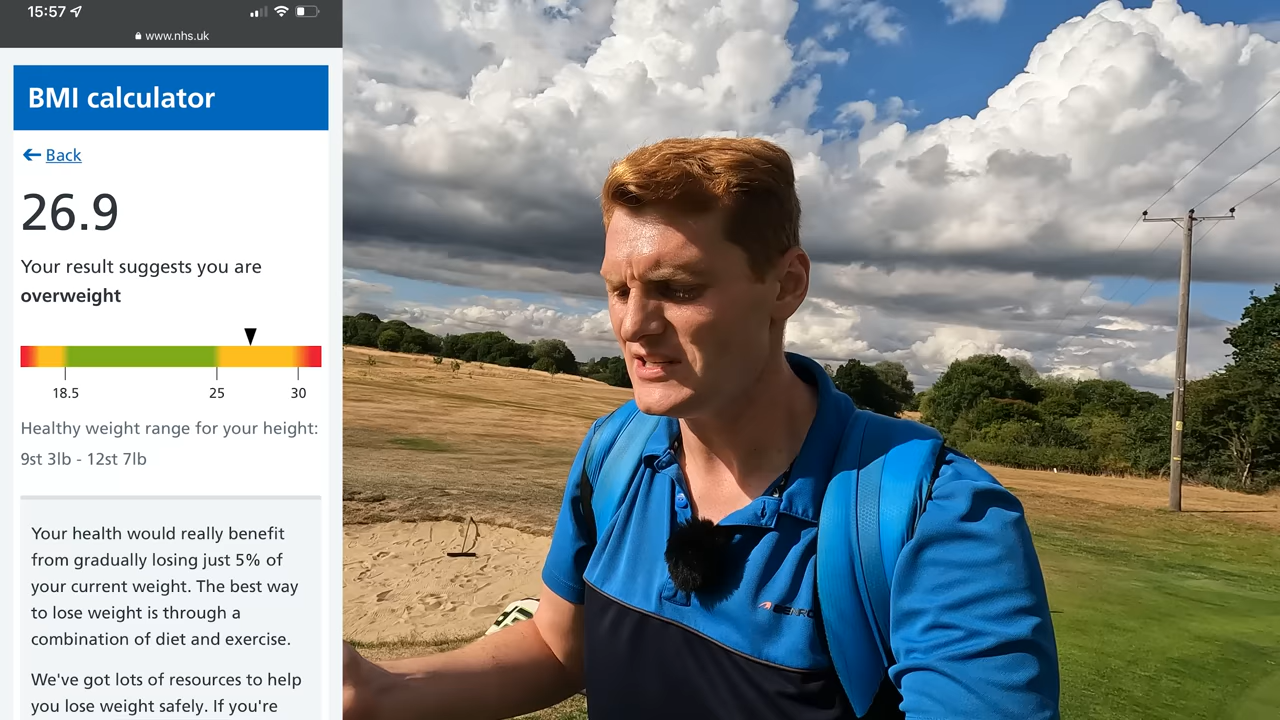 15:57
www.nhs.uk
BMI calculator
Back
26.9
Your result suggests you are
overweight
18.5 25 30
Healthy weight range for your height:
9st 3lb - 12st 7lb
Your health would really benefit
from gradually losing just 5% of
your current weight. The best way
to lose weight is through a
combination of diet and exercise.
We've got lots of resources to help
you lose weight safely. If you're